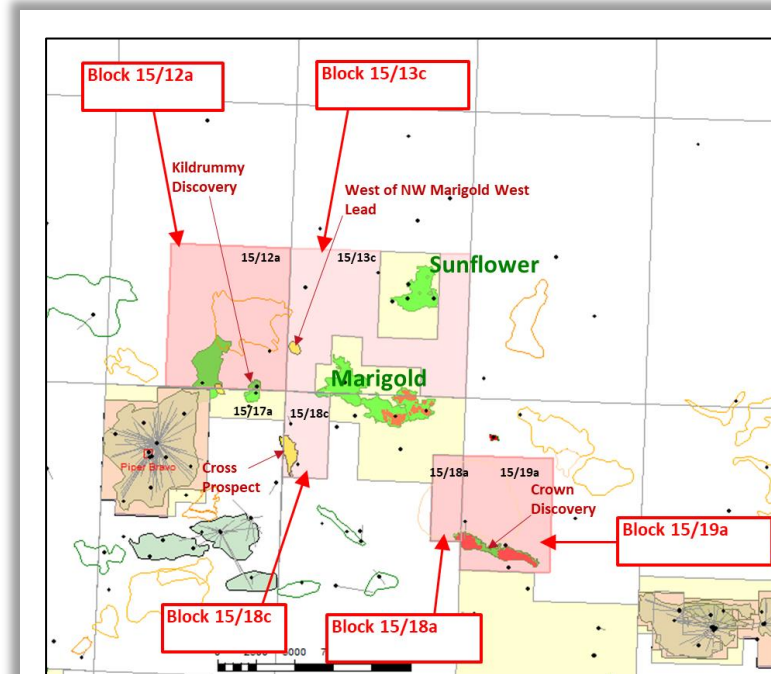 Block 15/12a
Block 15/13c
Kildrummy
Discovery
West of NW Marigold West
Lead
15/12a
15/13c
Sunflower
Marigold
15/17a
15/18c
Piper Bravo
Cross
Prospect
15/18a
15/19a
Crown
Discovery
Block 15/19a
Block 15/18c
Block 15/18a